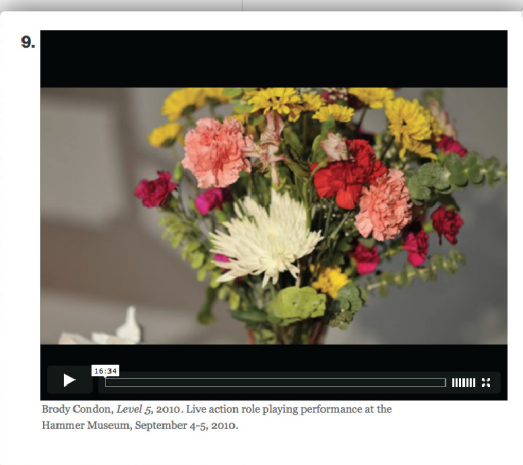 9.
16:34
Brody Condon, Level 5, 2010. Live action role playing performance at the
Hammer Museum, September 4-5, 2010.